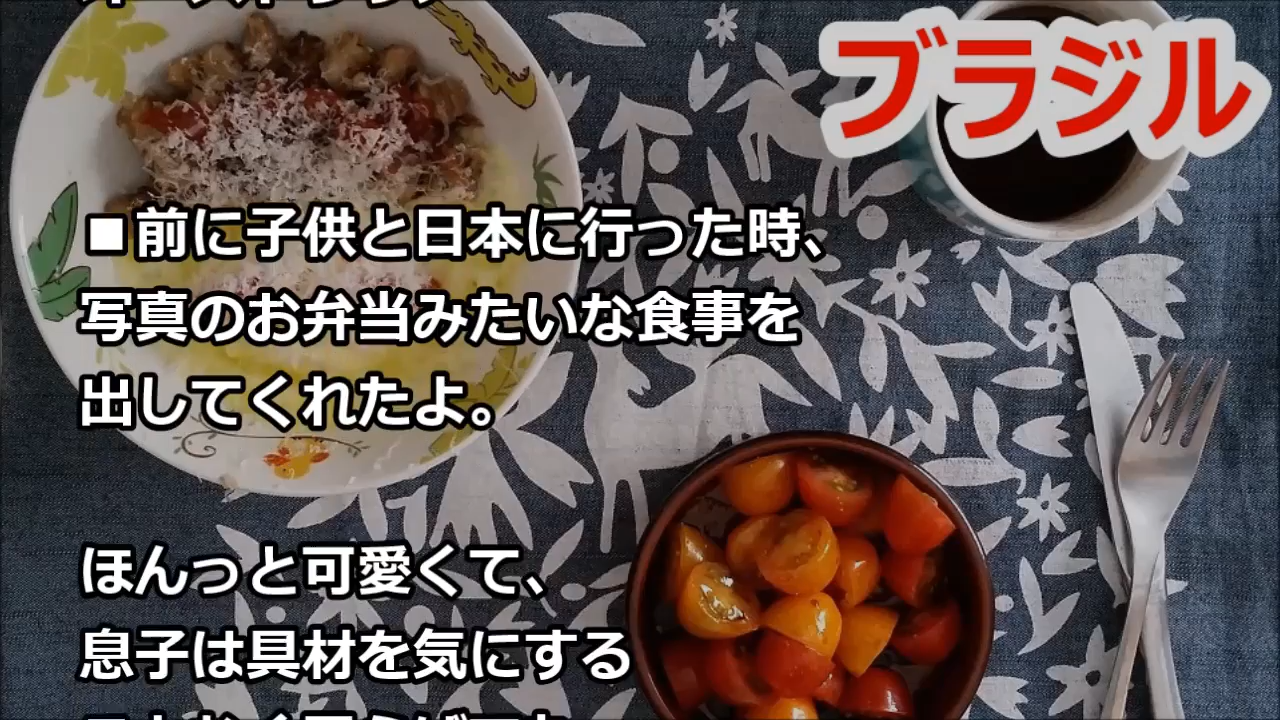 ブラジル
■前に子供と日本に行った時、
写真のお弁当みたいな食事を
出してくれたよ。
ほんっと可愛くて、
息子は具材を気にする